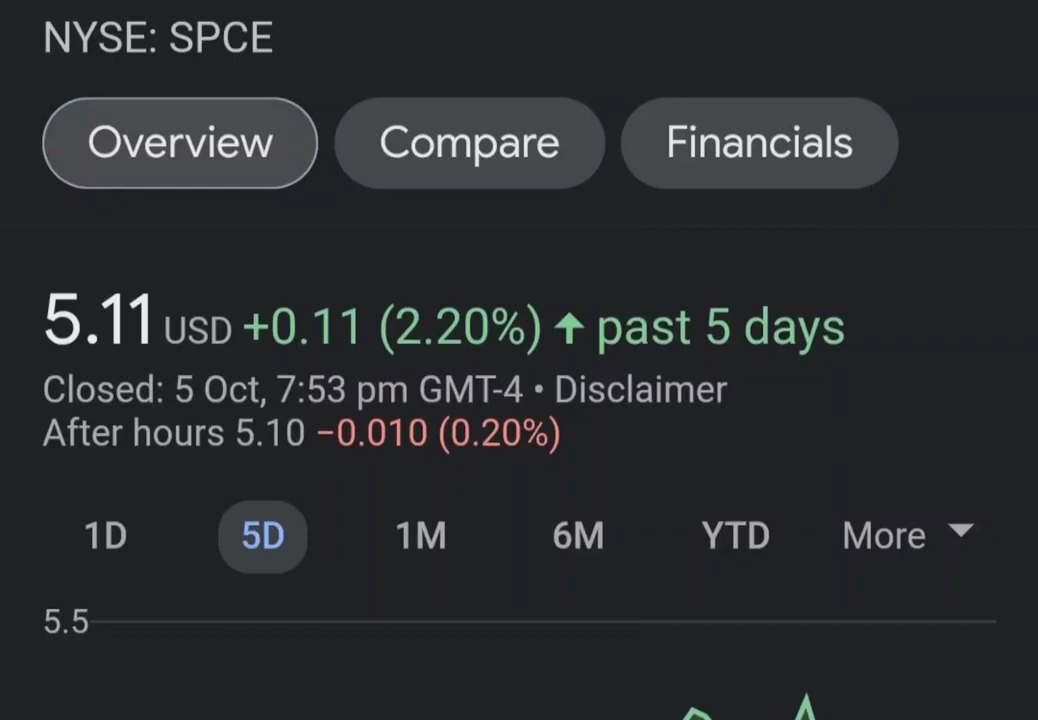 NYSE: SPCE
Overview Compare Financials
5.11 USD +0.11 (2.20%) ↑ past 5 days
Closed: 5 Oct, 7:53 pm GMT-4 • Disclaimer
After hours 5.10 −0.010 (0.20%)
1D 5D 1M 6M YTD More
5.5